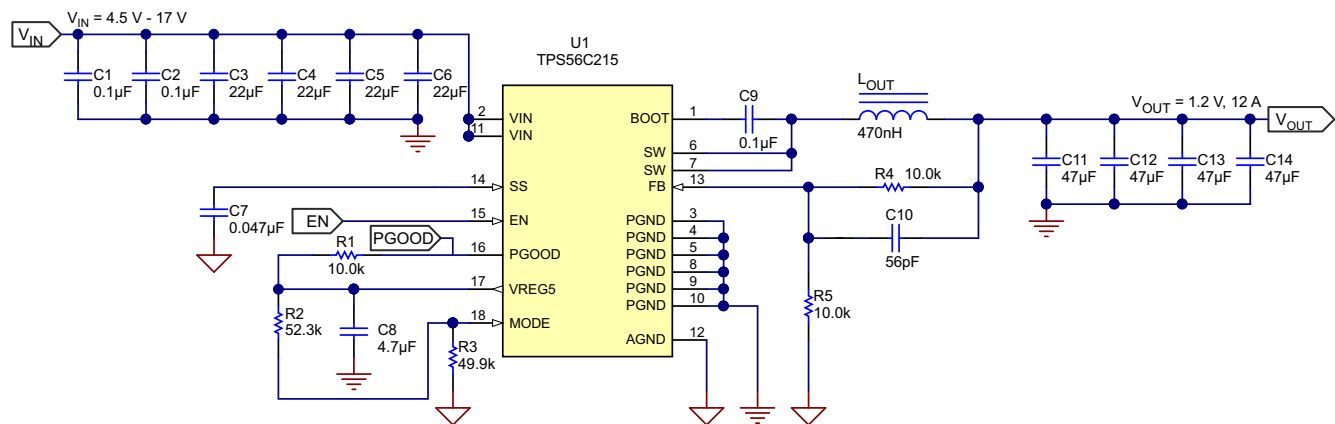 V_IN
V_IN = 4.5 V - 17 V
C1
0.1µF
C2
0.1µF
C3
22µF
C4
22µF
C5
22µF
C6
22µF
U1
TPS56C215
2
VIN
11
VIN
14
SS
15
EN
16
PGOOD
17
VREG5
18
MODE
BOOT
1
SW
6
SW
7
FB
13
PGND
3
PGND
4
PGND
5
PGND
8
PGND
9
PGND
10
AGND
12
C7
0.047µF
EN
PGOOD
R1
10.0k
R2
52.3k
C8
4.7µF
R3
49.9k
C9
0.1µF
L_OUT
470nH
R4 10.0k
C10
56pF
R5
10.0k
V_OUT = 1.2 V, 12 A
V_OUT
C11
47µF
C12
47µF
C13
47µF
C14
47µF